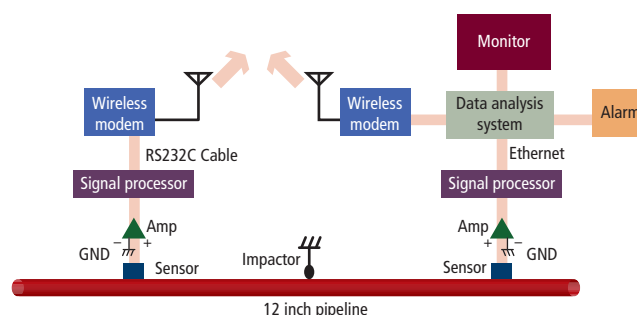 Monitor
Wireless
modem
Wireless
modem
Data analysis
system
Alarm
RS232C Cable
Ethernet
Signal processor
Signal processor
Amp
Amp
− +
+ −
GND
GND
Impactor
Sensor
Sensor
12 inch pipeline